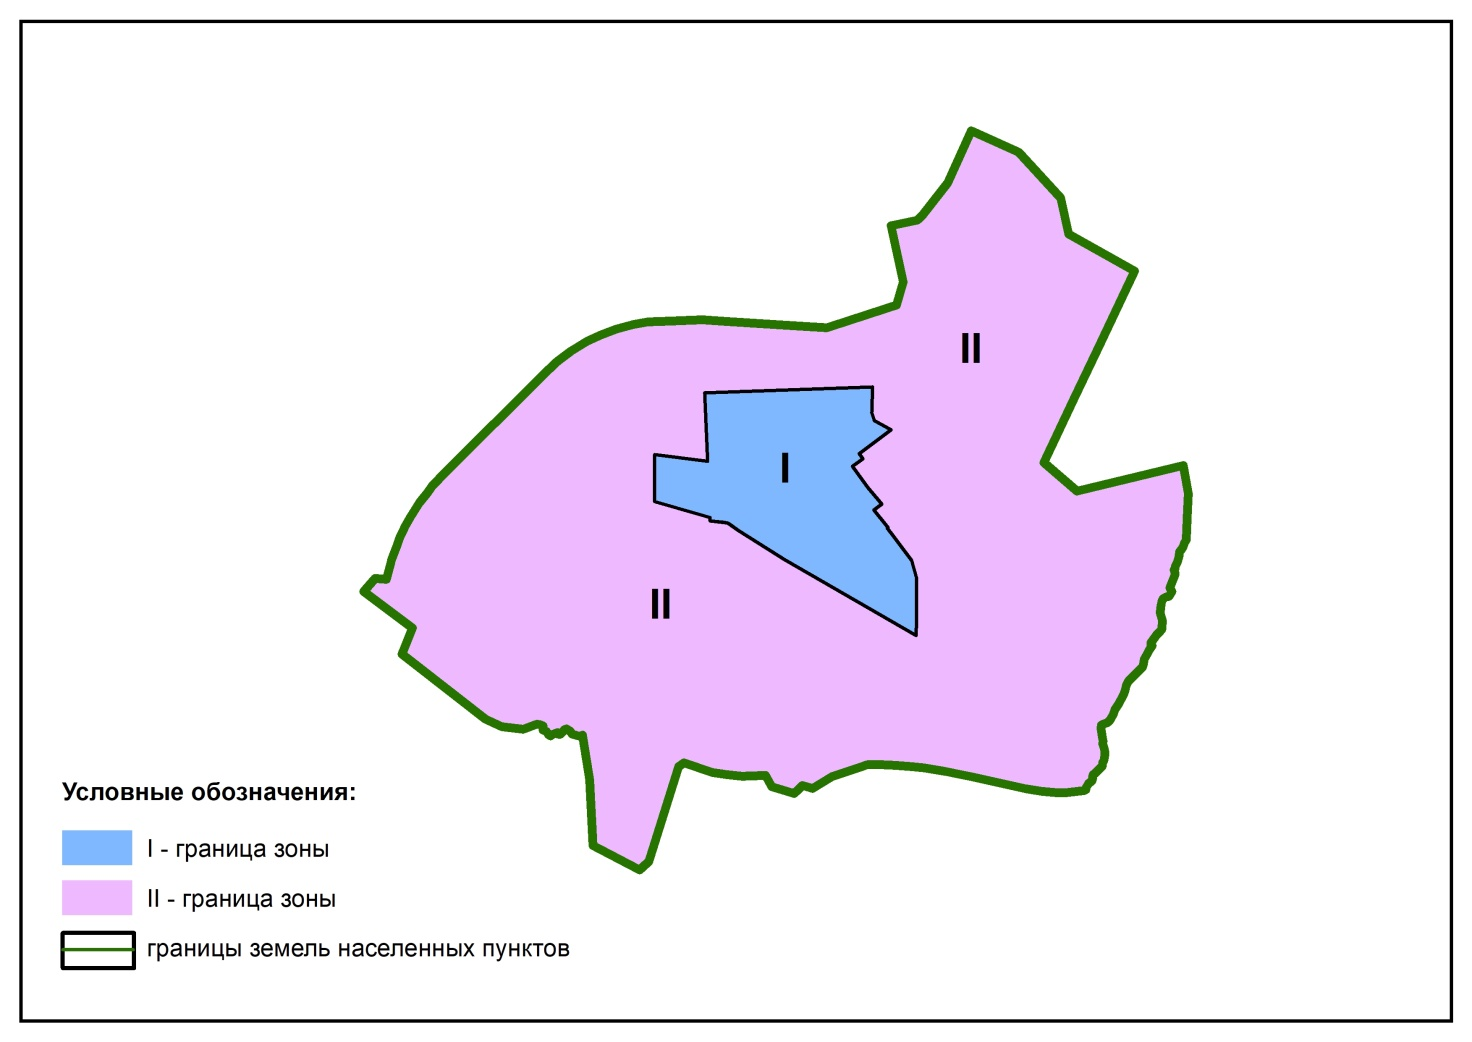 II
I
II
Условные обозначения:
I - граница зоны
II - граница зоны
границы земель населенных пунктов